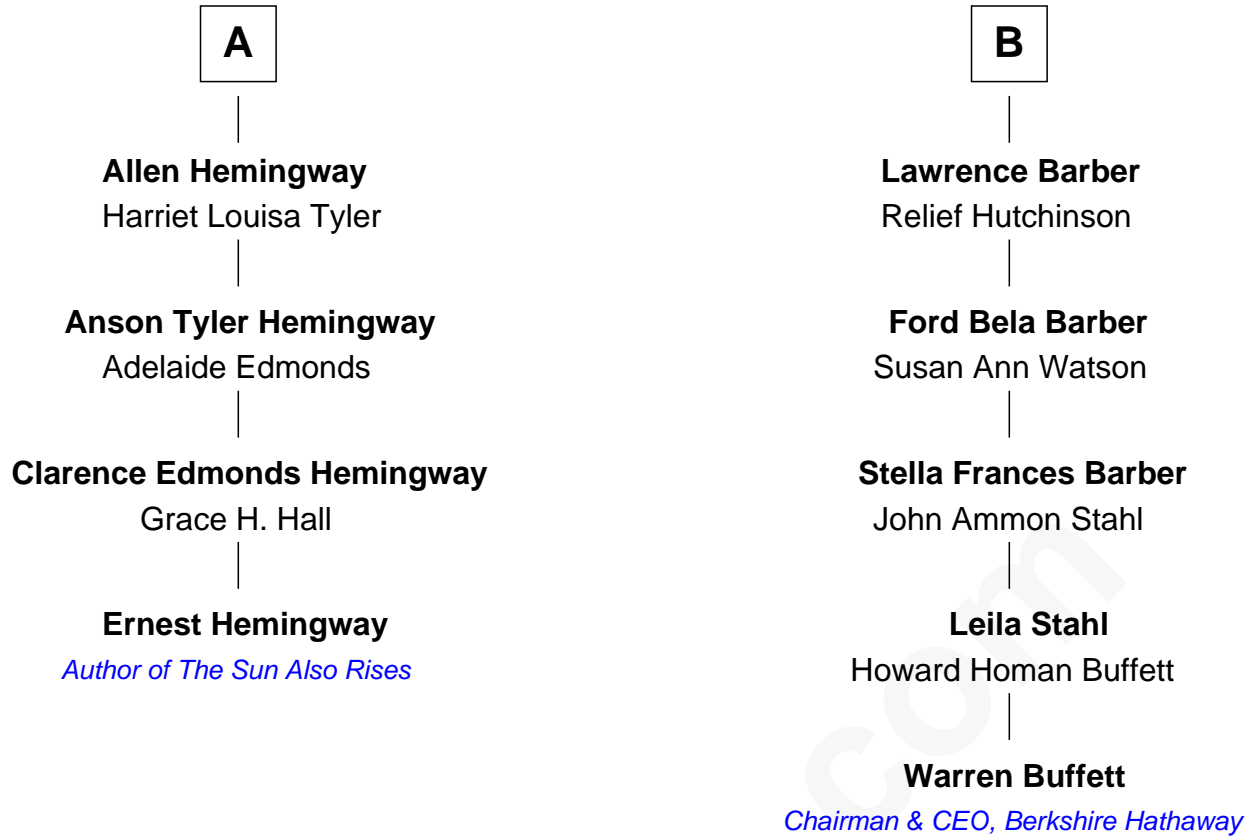 A
Allen Hemingway
Harriet Louisa Tyler
Anson Tyler Hemingway
Adelaide Edmonds
Clarence Edmonds Hemingway
Grace H. Hall
Ernest Hemingway
Author of The Sun Also Rises
B
Lawrence Barber
Relief Hutchinson
Ford Bela Barber
Susan Ann Watson
Stella Frances Barber
John Ammon Stahl
Leila Stahl
Howard Homan Buffett
Warren Buffett
Chairman & CEO, Berkshire Hathaway
com